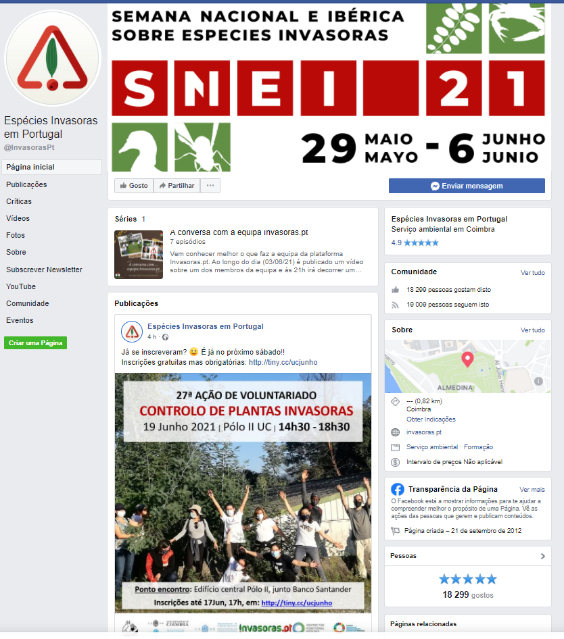 SEMANA NACIONAL E IBÉRICA
SOBRE ESPECIES INVASORAS
SNEI 21
29 MAIO
MAYO - 6 JUNHO
JUNIO
Espécies Invasoras
em Portugal
@InvasorasPt
Página inicial
Publicações
Críticas
Vídeos
Fotos
Sobre
Subscrever Newsletter
YouTube
Comunidade
Eventos
Criar uma Página
Gosto
Partilhar
Enviar mensagem
Séries 1
A conversa com a equipa invasoras.pt
7 episódios
Vem conhecer melhor o que faz a equipa da plataforma
Invasoras.pt. Ao longo do dia (03/06/21) é publicado um vídeo
sobre um dos membros da equipa e às 21h irá decorrer um...
Publicações
Espécies Invasoras em Portugal
4 h ·
Já se inscreveram? É já no próximo sábado!!
Inscrições gratuitas mas obrigatórias: http://tiny.cc/ucjunho
27ª AÇÃO DE VOLUNTARIADO
CONTROLO DE PLANTAS INVASORAS
19 Junho 2021 | Pólo II UC | 14h30 - 18h30
Ponto encontro: Edifício central Pólo II, junto Banco Santander
Inscrições até 17Jun, 17h, em: http://tiny.cc/ucjunho
invasoras.pt
Espécies Invasoras em Portugal
Serviço ambiental em Coimbra
4.9
Comunidade Ver tudo
18 299 pessoas gostam disto
19 009 pessoas seguem isto
Sobre Ver tudo
ALMEDINA
--- (0,82 km)
Coimbra
Obter indicações
invasoras.pt
Serviço ambiental · Formação
Intervalo de preços Não aplicável
Transparência da Página Ver mais
O Facebook está a mostrar informações para te ajudar a
compreender melhor o propósito de uma Página. Vê as
ações das pessoas que gerem e publicam conteúdos.
Página criada – 21 de setembro de 2012
Pessoas
18 299 gostos
Páginas relacionadas